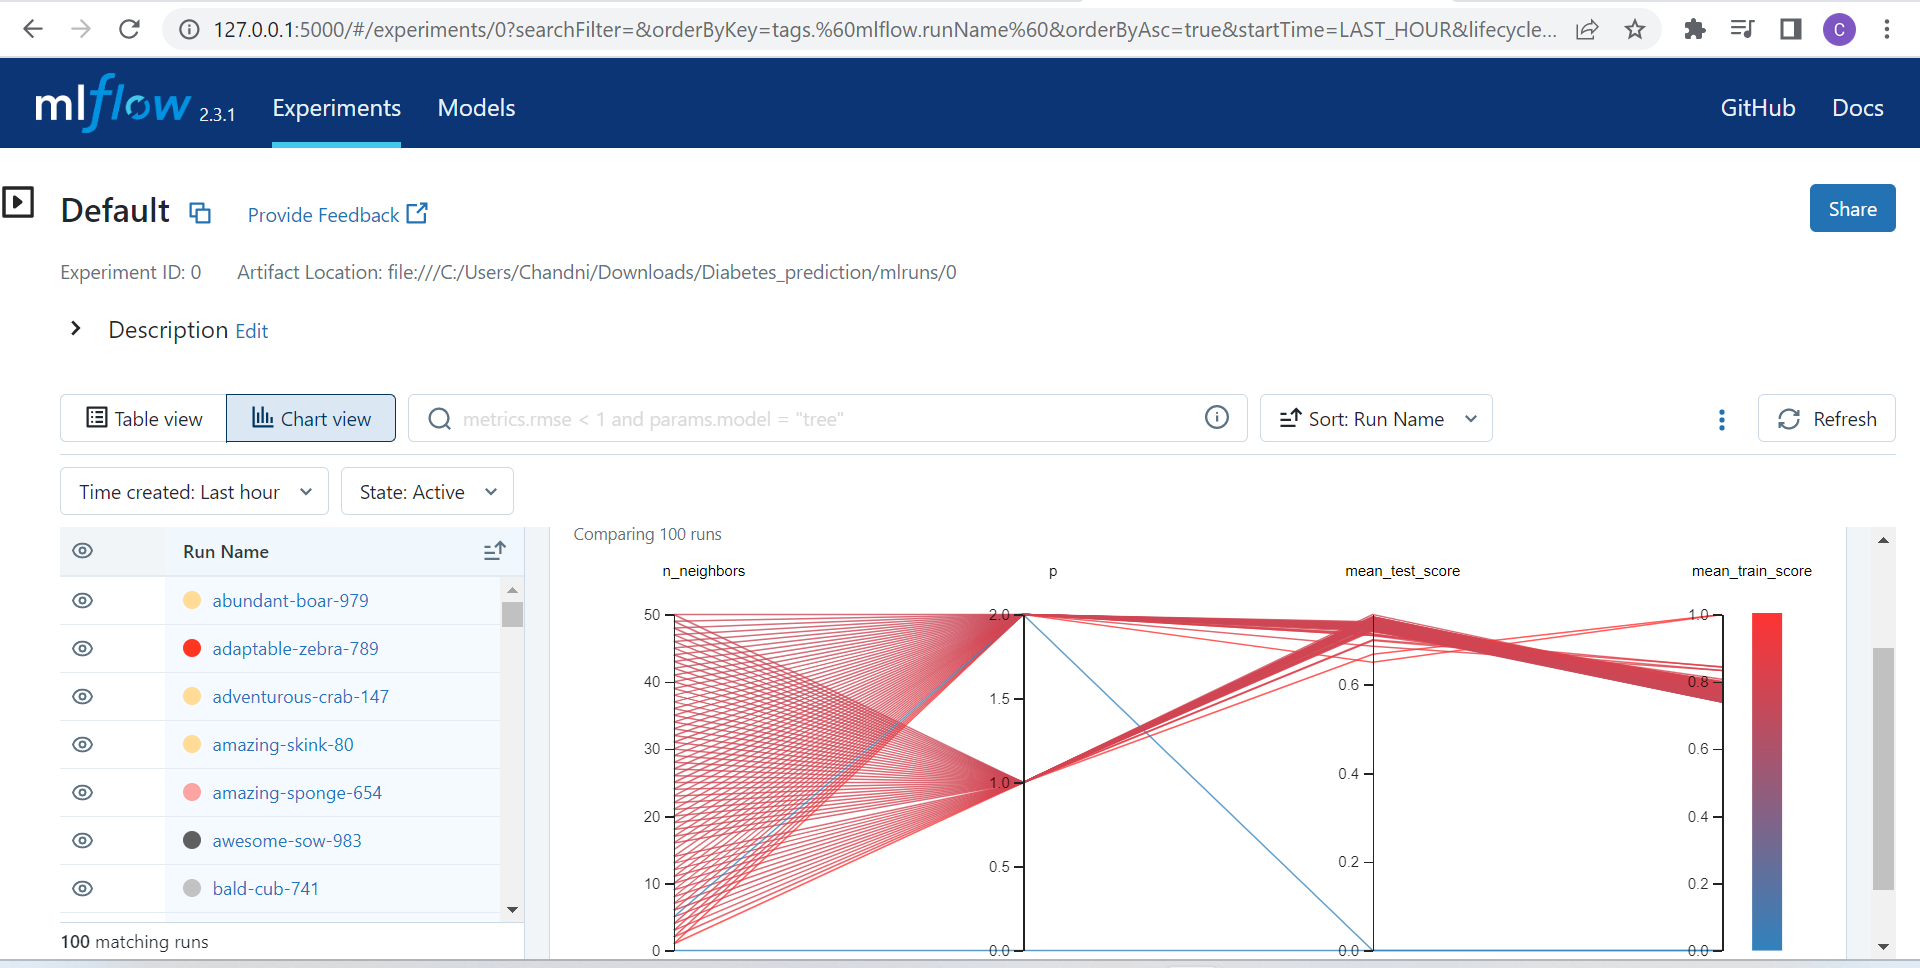 127.0.0.1:5000/#/experiments/0?searchFilter=&orderByKey=tags.%60mlflow.runName%60&orderByAsc=true&startTime=LAST_HOUR&lifecycle...
C
mlflow 2.3.1 Experiments Models GitHub Docs
Default Provide Feedback Share
Experiment ID: 0 Artifact Location: file:///C:/Users/Chandni/Downloads/Diabetes_prediction/mlruns/0
Description Edit
Table view Chart view metrics.rmse < 1 and params.model = "tree" Sort: Run Name Refresh
Time created: Last hour State: Active
Run Name
abundant-boar-979
adaptable-zebra-789
adventurous-crab-147
amazing-skink-80
amazing-sponge-654
awesome-sow-983
bald-cub-741
100 matching runs
Comparing 100 runs
n_neighbors p mean_test_score mean_train_score
50
40
30
20
10
0
2.0
1.5
1.0
0.5
0.0
0.6
0.4
0.2
0.0
1.0
0.8
0.6
0.4
0.2
0.0